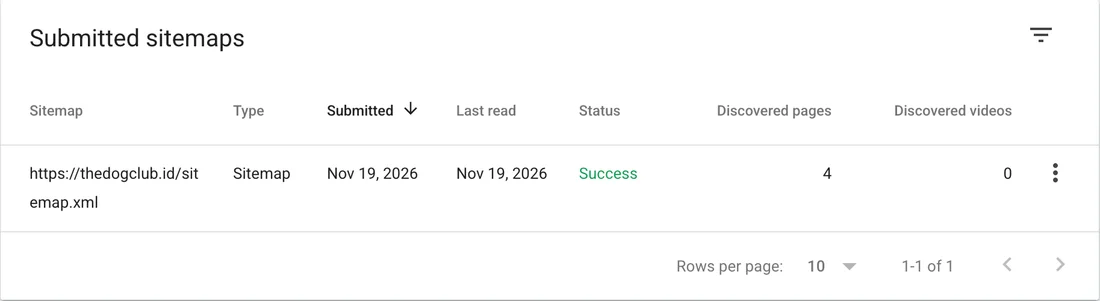 Submitted sitemaps
Sitemap Type Submitted Last read Status Discovered pages Discovered videos
https://thedogclub.id/sit Sitemap Nov 19, 2026 Nov 19, 2026 Success 4 0
emap.xml
Rows per page: 10 1-1 of 1